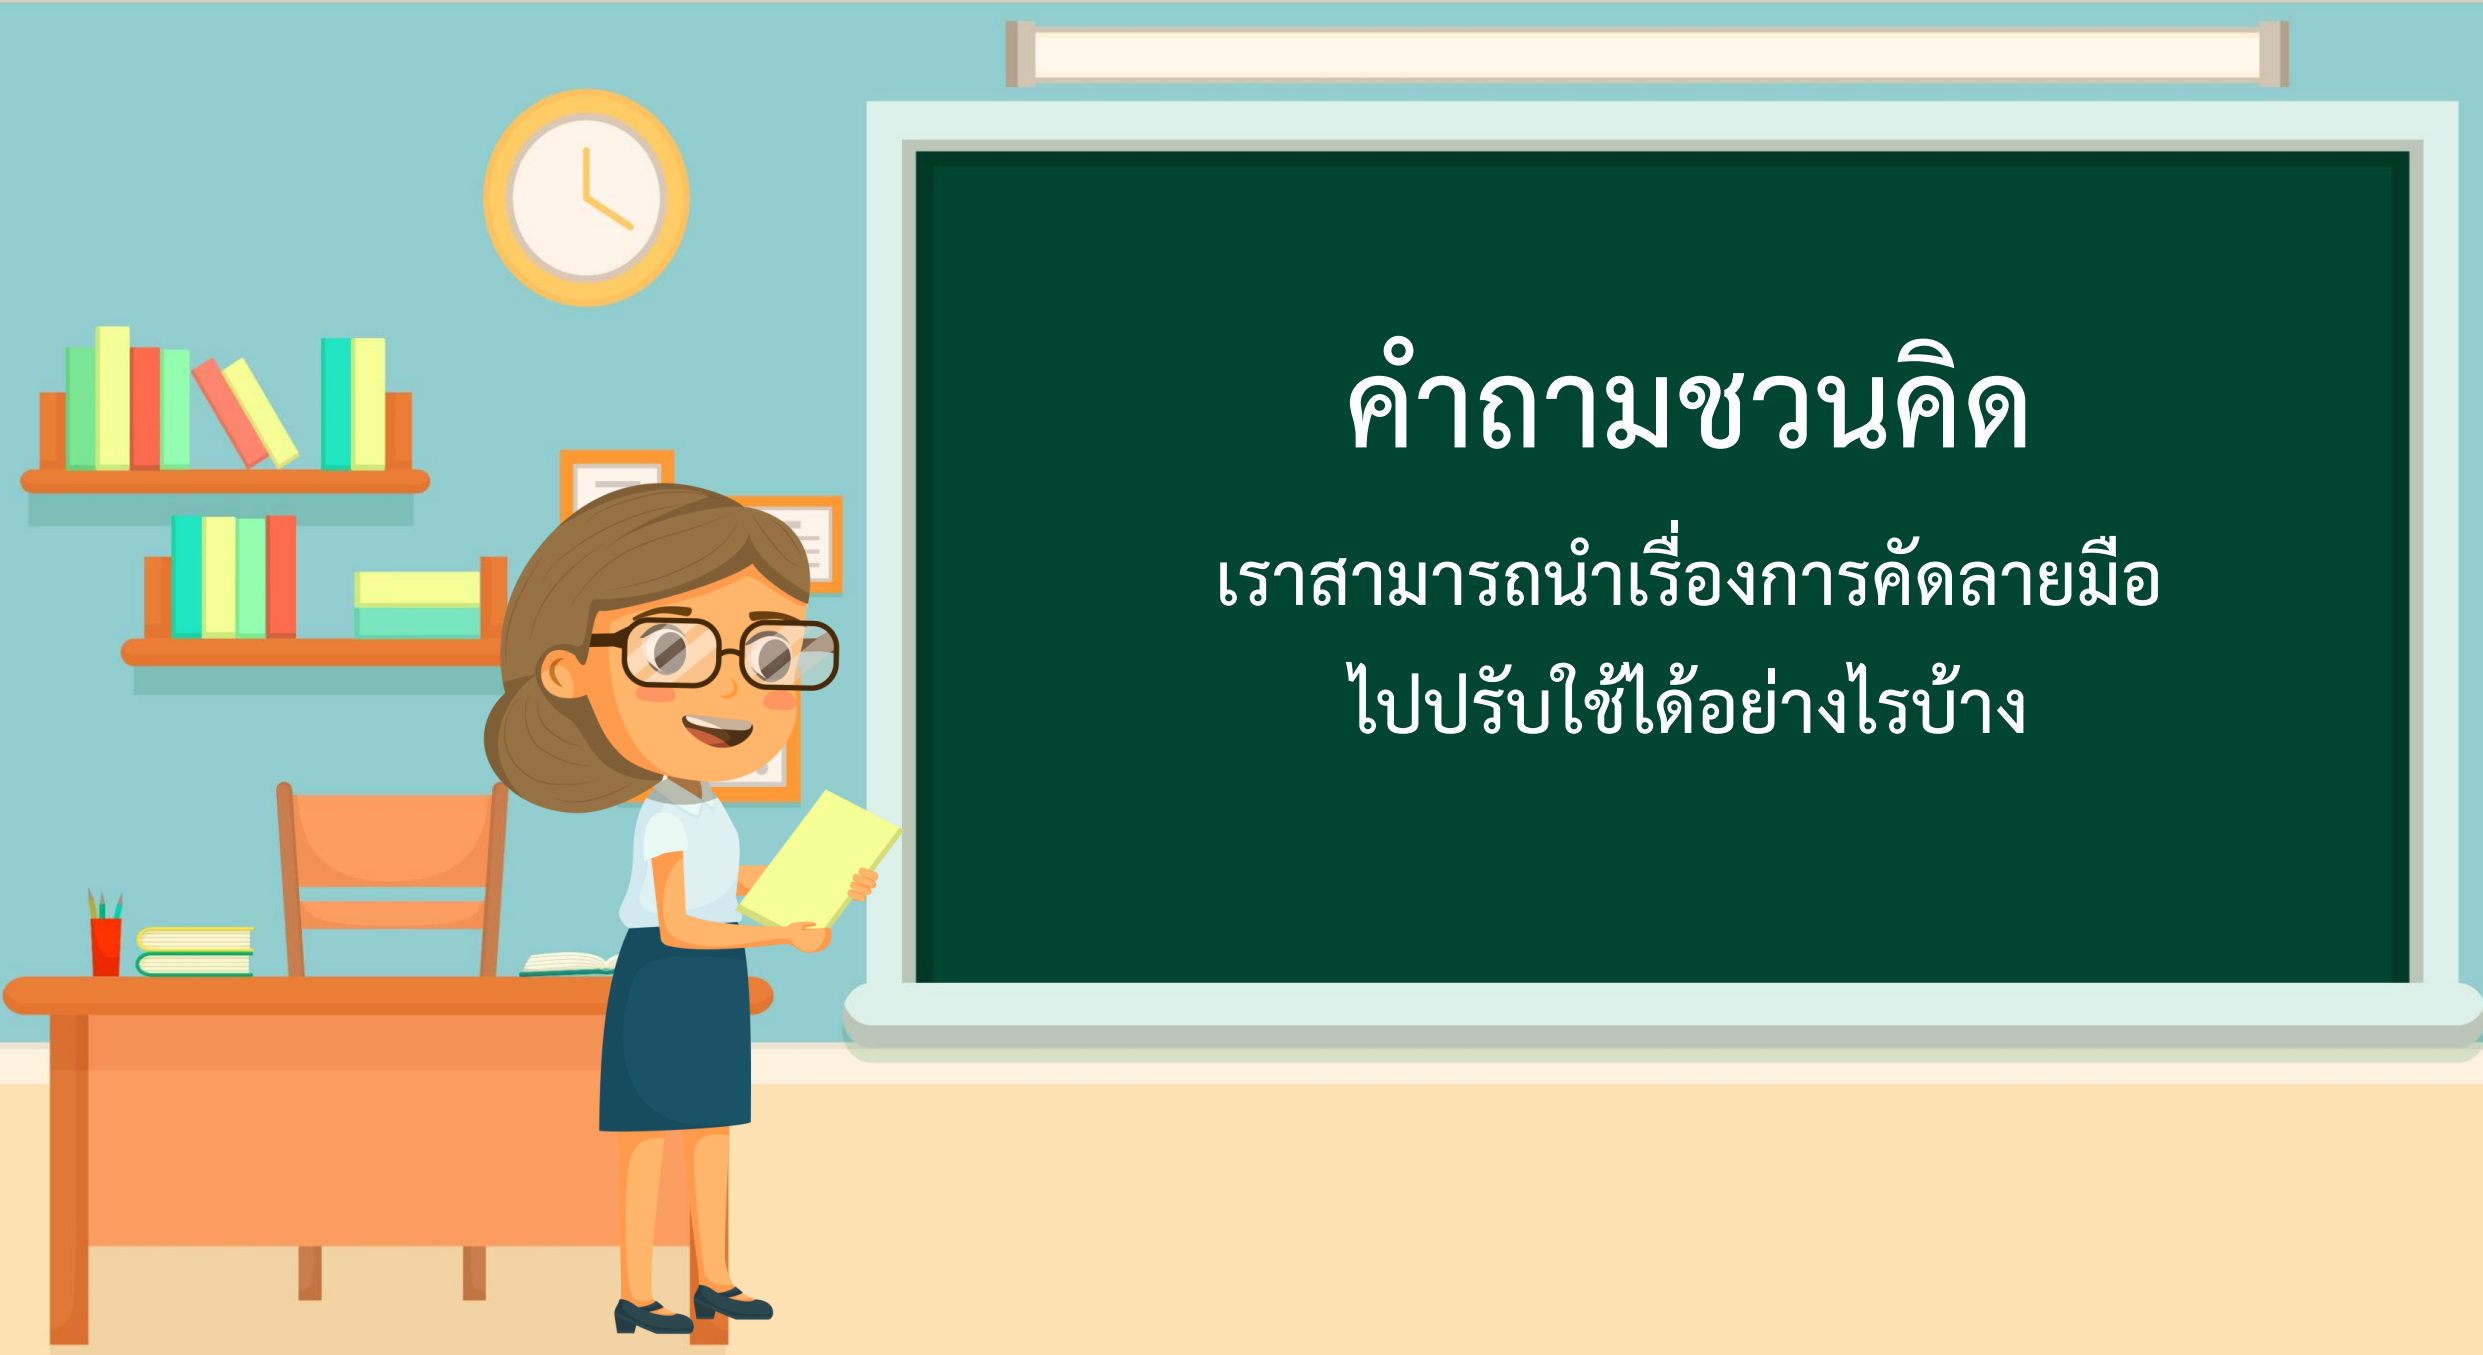 คำถามชวนคิด
เราสามารถนำเรื่องการคัดลายมือ
ไปปรับใช้ได้อย่างไรบ้าง